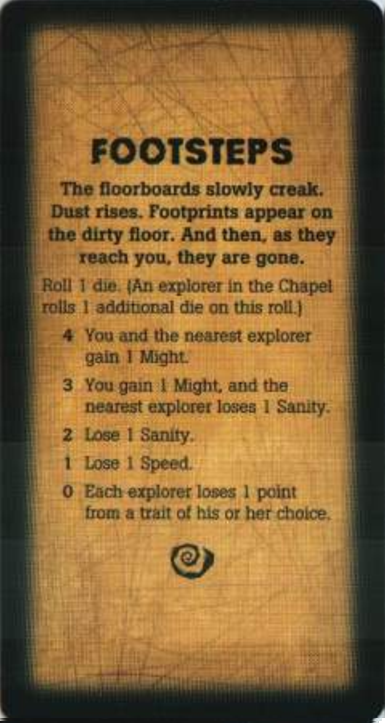 FOOTSTEPS
The floorboards slowly creak.
Dust rises. Footprints appear on
the dirty floor. And then, as they
reach you, they are gone.
Roll 1 die. (An explorer in the Chapel
rolls 1 additional die on this roll.)
4 You and the nearest explorer
gain 1 Might.
3 You gain 1 Might, and the
nearest explorer loses 1 Sanity.
2 Lose 1 Sanity.
1 Lose 1 Speed.
0 Each explorer loses 1 point
from a trait of his or her choice.